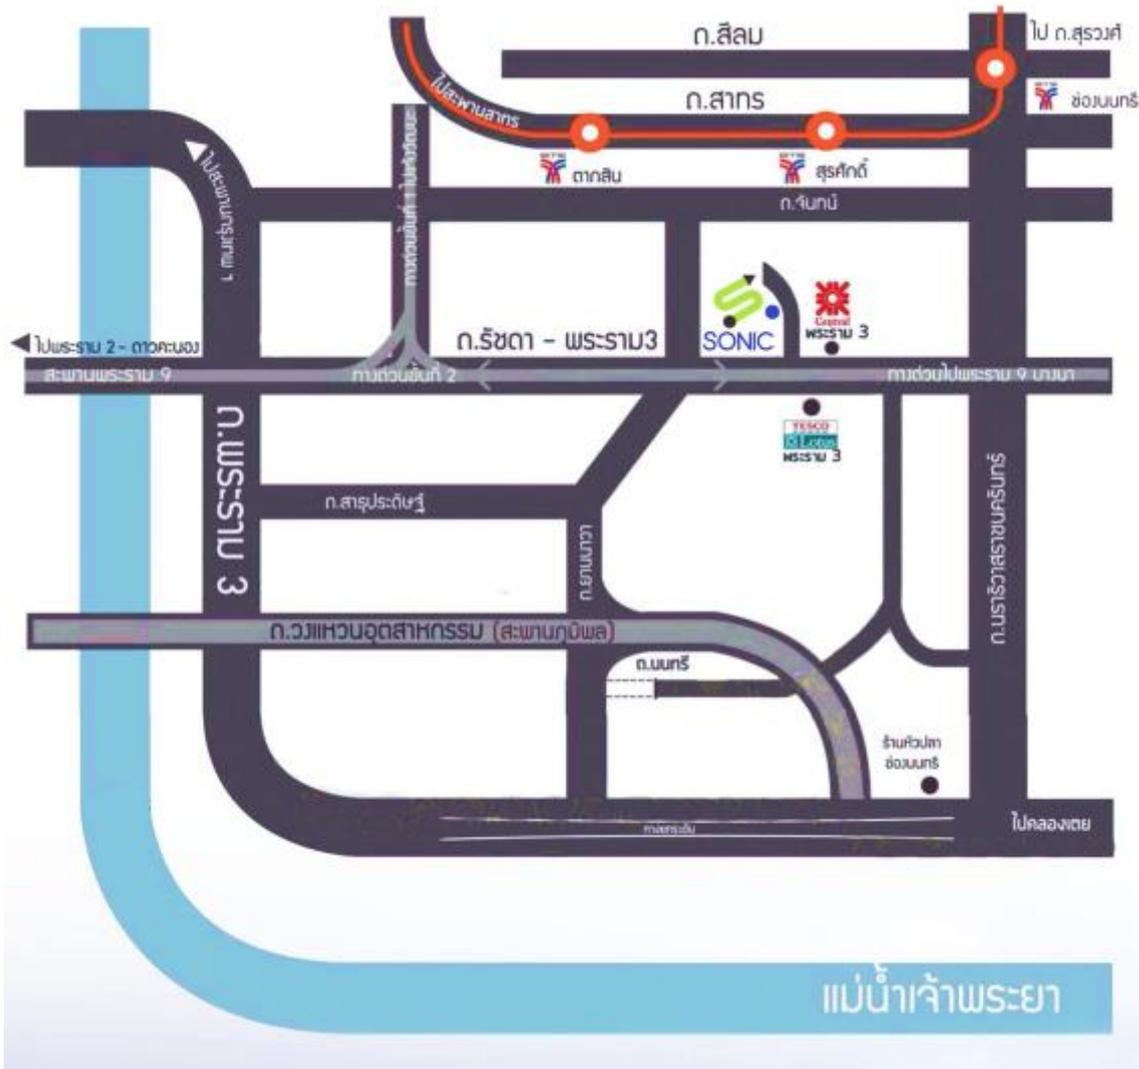 ถ.สีลม
ไป ถ.สุรวงศ์
ไปสะพานสาทร
ถ.สาทร
BTS
ช่องนนทรี
BTS
ตากสิน
BTS
สุรศักดิ์
ถ.จันทน์
ไปสะพานกรุงเทพ 1
ทางด่วนขั้นที่ 1 ไปแจ้งวัฒนะ
SONIC
Central
พระราม 3
ถ.รัชดา - พระราม3
ไปพระราม 2 - ดาวคะนอง
สะพานพระราม 9
ทางด่วนขั้นที่ 2
ทางด่วนไปพระราม 9 บางนา
TESCO
Lotus
พระราม 3
ถ.พระราม 3
ถ.สาธุประดิษฐ์
ถ.ยานนาวา
ถ.นราธิวาสราชนครินทร์
ถ.วงแหวนอุตสาหกรรม (สะพานภูมิพล)
ถ.นนทรี
ร้านหัวปลา
ช่องนนทรี
ทางยกระดับ
ไปคลองเตย
แม่น้ำเจ้าพระยา